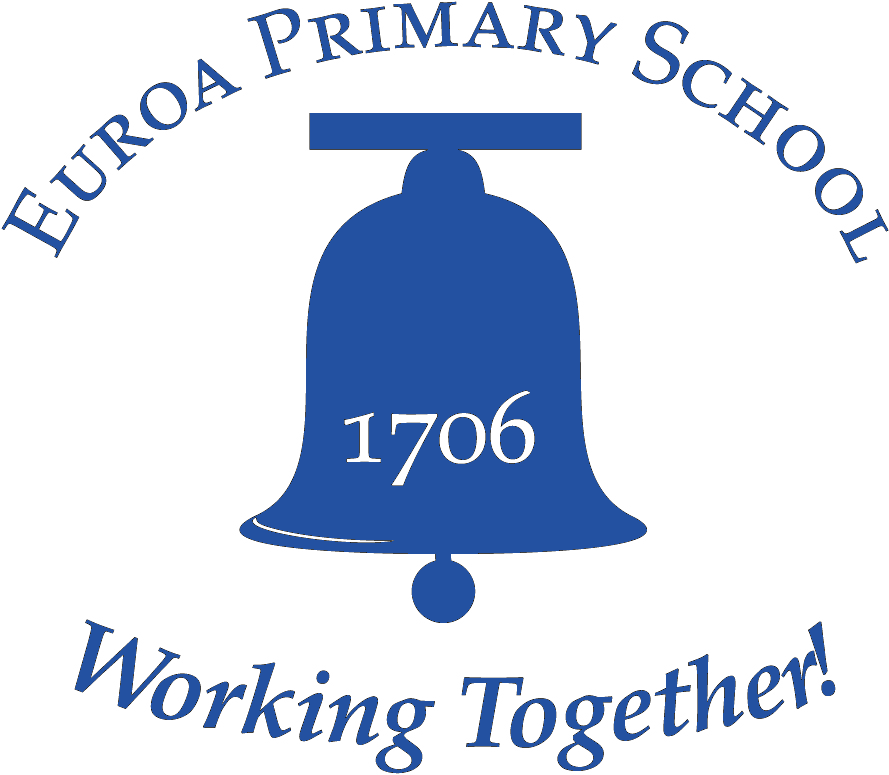 EUROA PRIMARY SCHOOL
1706
Working Together!